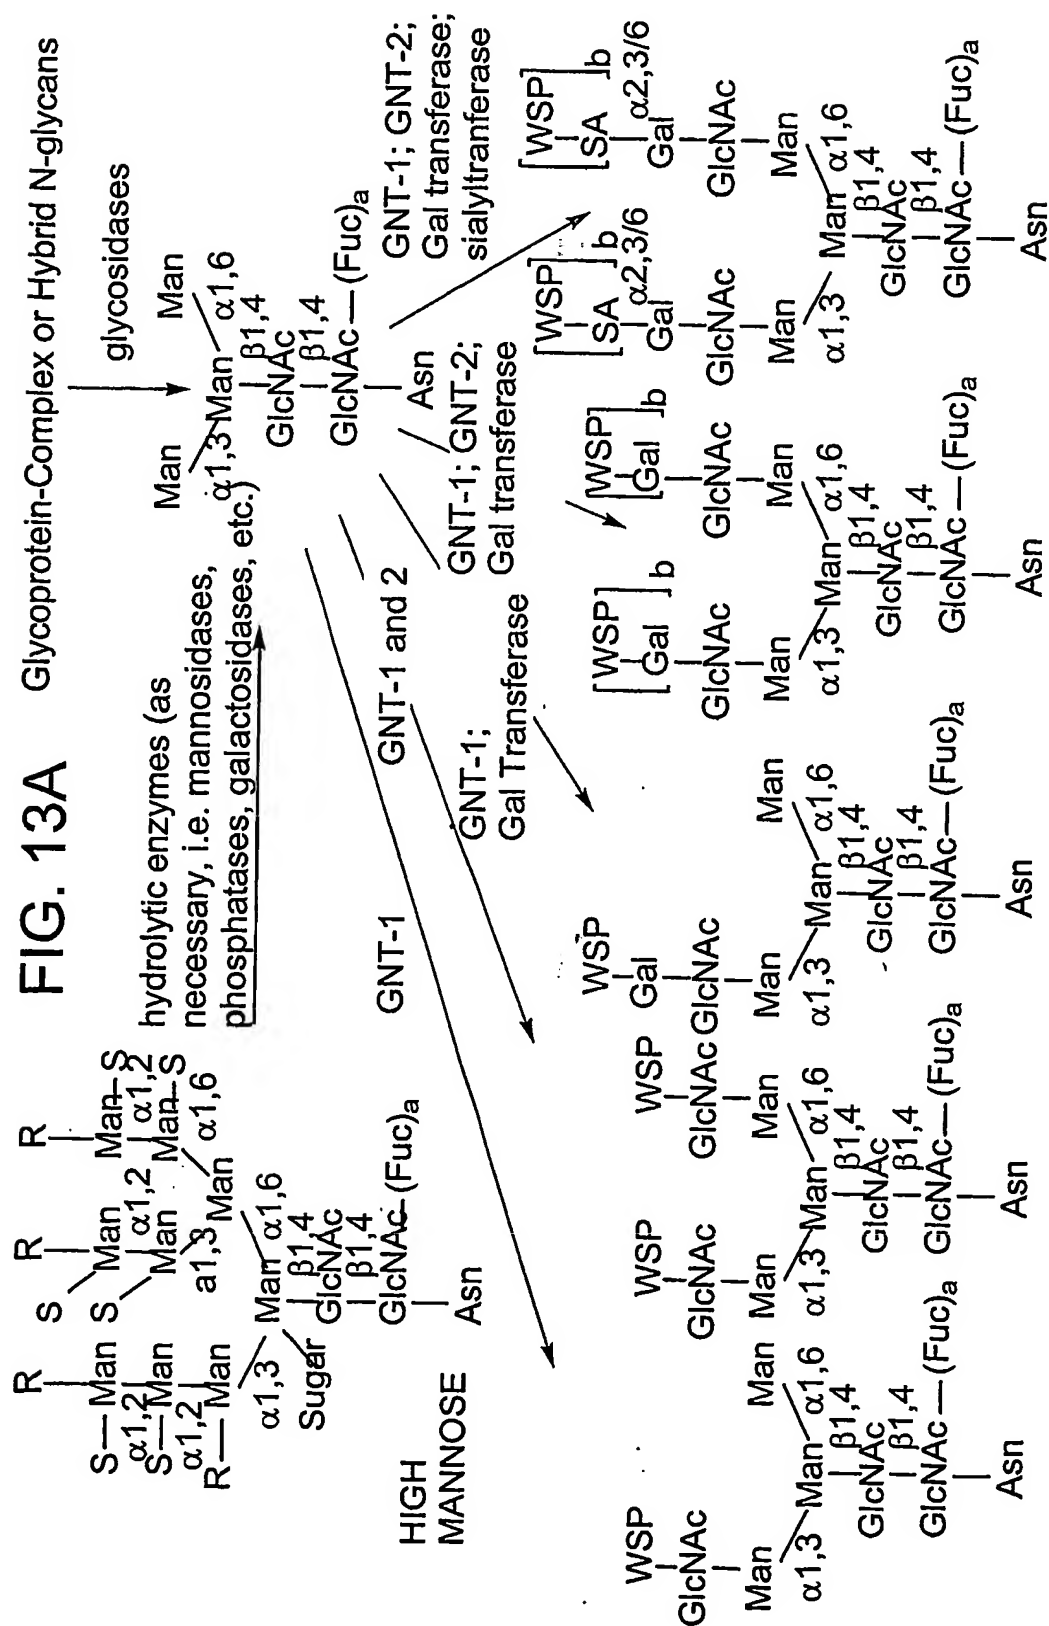 FIG. 13A
Glycoprotein-Complex or Hybrid N-glycans
glycosidases
R
R
R
S—Man
S
Man
Man—S
α1,2
α1,2
α1,2
S—Man
S
Man
Man—S
α1,2
a1,3
α1,6
R—Man
Man
α1,3
Man
α1,6
Sugar
β1,4
GlcNAc
β1,4
GlcNAc—(Fuc)a
Asn
HIGH
MANNOSE
hydrolytic enzymes (as
necessary, i.e. mannosidases,
phosphatases, galactosidases, etc.)
Man
Man
α1,3
Man
α1,6
β1,4
GlcNAc
β1,4
GlcNAc—(Fuc)a
Asn
GNT-1
GNT-1 and 2
GNT-1;
Gal Transferase
GNT-1; GNT-2;
Gal transferase
GNT-1; GNT-2;
Gal transferase;
sialyltranferase
WSP
GlcNAc
Man
Man
α1,3
Man
α1,6
β1,4
GlcNAc
β1,4
GlcNAc—(Fuc)a
Asn
WSP
WSP
GlcNAc
GlcNAc
Man
Man
α1,3
Man
α1,6
β1,4
GlcNAc
β1,4
GlcNAc—(Fuc)a
Asn
WSP
Gal
GlcNAc
Man
Man
α1,3
Man
α1,6
β1,4
GlcNAc
β1,4
GlcNAc—(Fuc)a
Asn
[WSP]
[WSP]
[Gal]b
[Gal]b
GlcNAc
GlcNAc
Man
Man
α1,3
Man
α1,6
β1,4
GlcNAc
β1,4
GlcNAc—(Fuc)a
Asn
[WSP]
[WSP]
[SA]b
[SA]b
α2,3/6
α2,3/6
Gal
Gal
GlcNAc
GlcNAc
Man
Man
α1,3
Man
α1,6
β1,4
GlcNAc
β1,4
GlcNAc—(Fuc)a
Asn